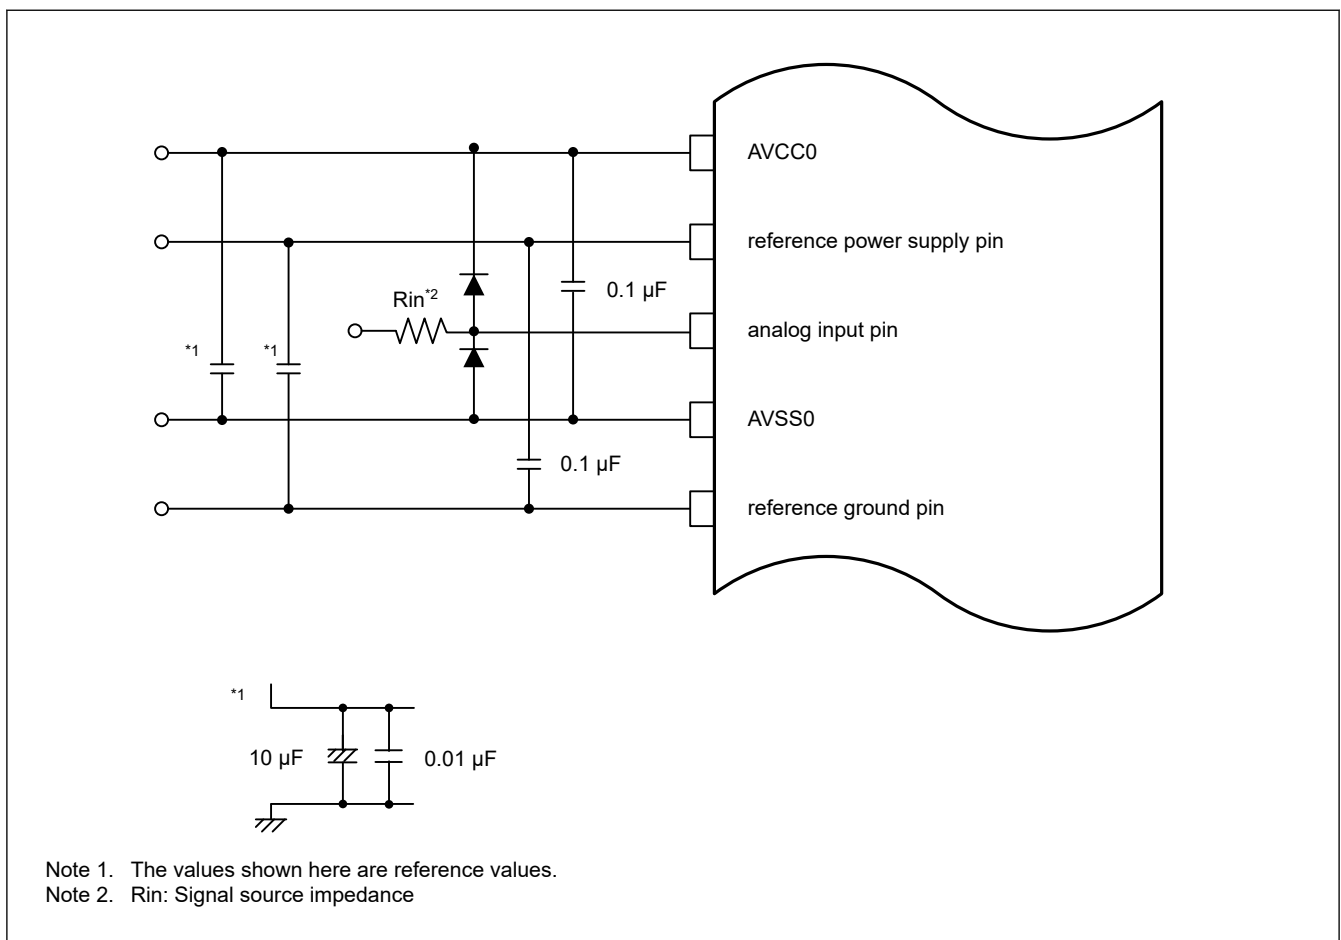 AVCC0
reference power supply pin
0.1 µF
Rin*2
analog input pin
*1 *1
AVSS0
0.1 µF
reference ground pin
*1
10 µF 0.01 µF
Note 1. The values shown here are reference values.
Note 2. Rin: Signal source impedance